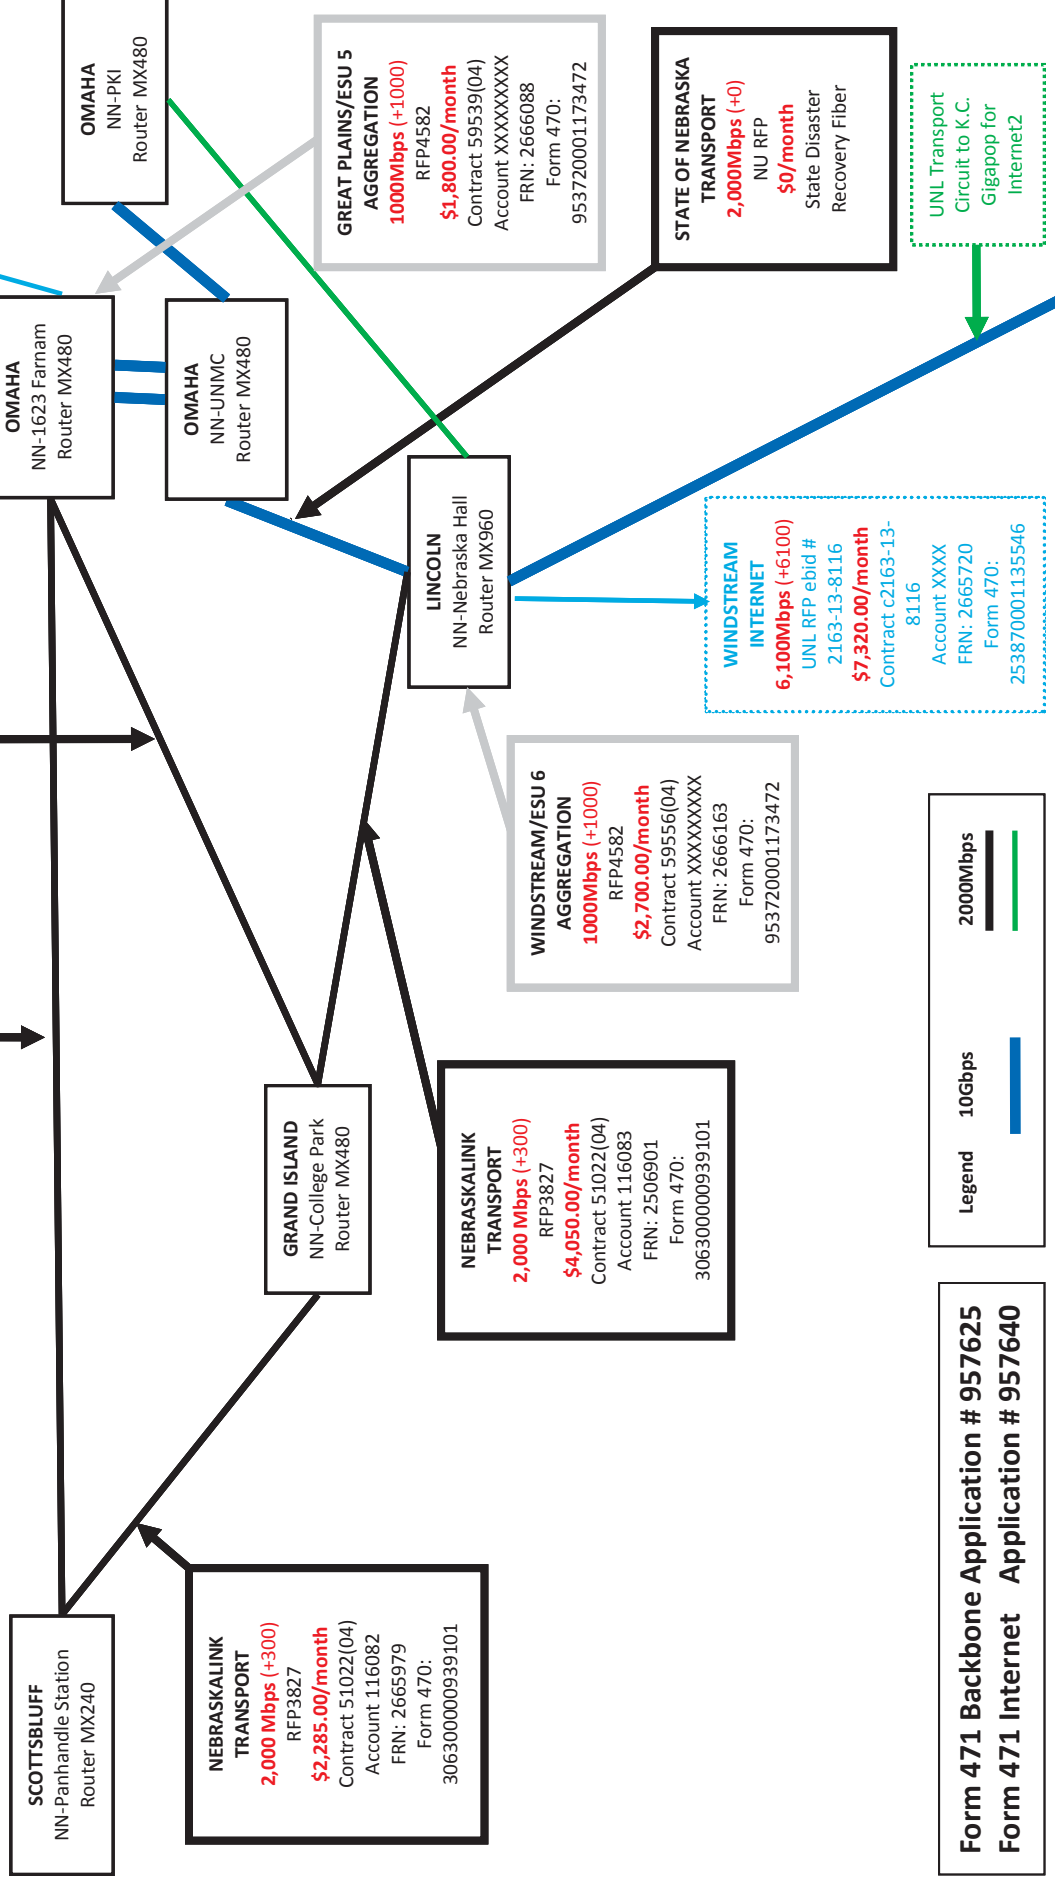 SCOTTSBLUFF
NN-Panhandle Station
Router MX240
OMAHA
NN-1623 Farnam
Router MX480
OMAHA
NN-PKI
Router MX480
OMAHA
NN-UNMC
Router MX480
GRAND ISLAND
NN-College Park
Router MX480
LINCOLN
NN-Nebraska Hall
Router MX960
NEBRASKALINK
TRANSPORT
2,000 Mbps (+300)
RFP3827
$2,285.00/month
Contract 51022(04)
Account 116082
FRN: 2665979
Form 470:
306300000939101
NEBRASKALINK
TRANSPORT
2,000 Mbps (+300)
RFP3827
$4,050.00/month
Contract 51022(04)
Account 116083
FRN: 2506901
Form 470:
306300000939101
WINDSTREAM/ESU 6
AGGREGATION
1000Mbps (+1000)
RFP4582
$2,700.00/month
Contract 59556(04)
Account XXXXXXXXX
FRN: 2666163
Form 470:
953720001173472
GREAT PLAINS/ESU 5
AGGREGATION
1000Mbps (+1000)
RFP4582
$1,800.00/month
Contract 59539(04)
Account XXXXXXXXX
FRN: 2666088
Form 470:
953720001173472
STATE OF NEBRASKA
TRANSPORT
2,000Mbps (+0)
NU RFP
$0/month
State Disaster
Recovery Fiber
WINDSTREAM
INTERNET
6,100Mbps (+6100)
UNL RFP ebid #
2163-13-8116
$7,320.00/month
Contract c2163-13-
8116
Account XXXX
FRN: 2665720
Form 470:
253870001135546
UNL Transport
Circuit to K.C.
Gigapop for
Internet2
Form 471 Backbone Application # 957625
Form 471 Internet Application # 957640
Legend 10Gbps 2000Mbps